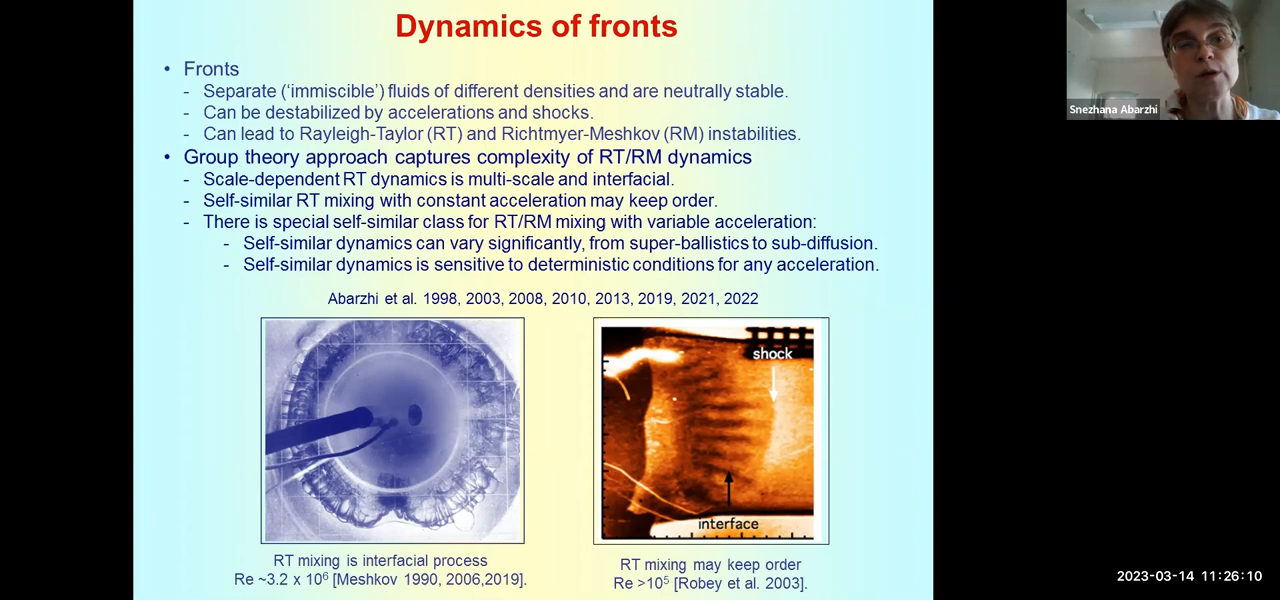 Dynamics of fronts
• Fronts
- Separate (‘immiscible’) fluids of different densities and are neutrally stable.
- Can be destabilized by accelerations and shocks.
- Can lead to Rayleigh-Taylor (RT) and Richtmyer-Meshkov (RM) instabilities.
• Group theory approach captures complexity of RT/RM dynamics
- Scale-dependent RT dynamics is multi-scale and interfacial.
- Self-similar RT mixing with constant acceleration may keep order.
- There is special self-similar class for RT/RM mixing with variable acceleration:
- Self-similar dynamics can vary significantly, from super-ballistics to sub-diffusion.
- Self-similar dynamics is sensitive to deterministic conditions for any acceleration.
Abarzhi et al. 1998, 2003, 2008, 2010, 2013, 2019, 2021, 2022
shock
interface
RT mixing is interfacial process
Re ~3.2 x 10⁶ [Meshkov 1990, 2006,2019].
RT mixing may keep order
Re >10⁵ [Robey et al. 2003].
Snezhana Abarzhi
2023-03-14 11:26:10